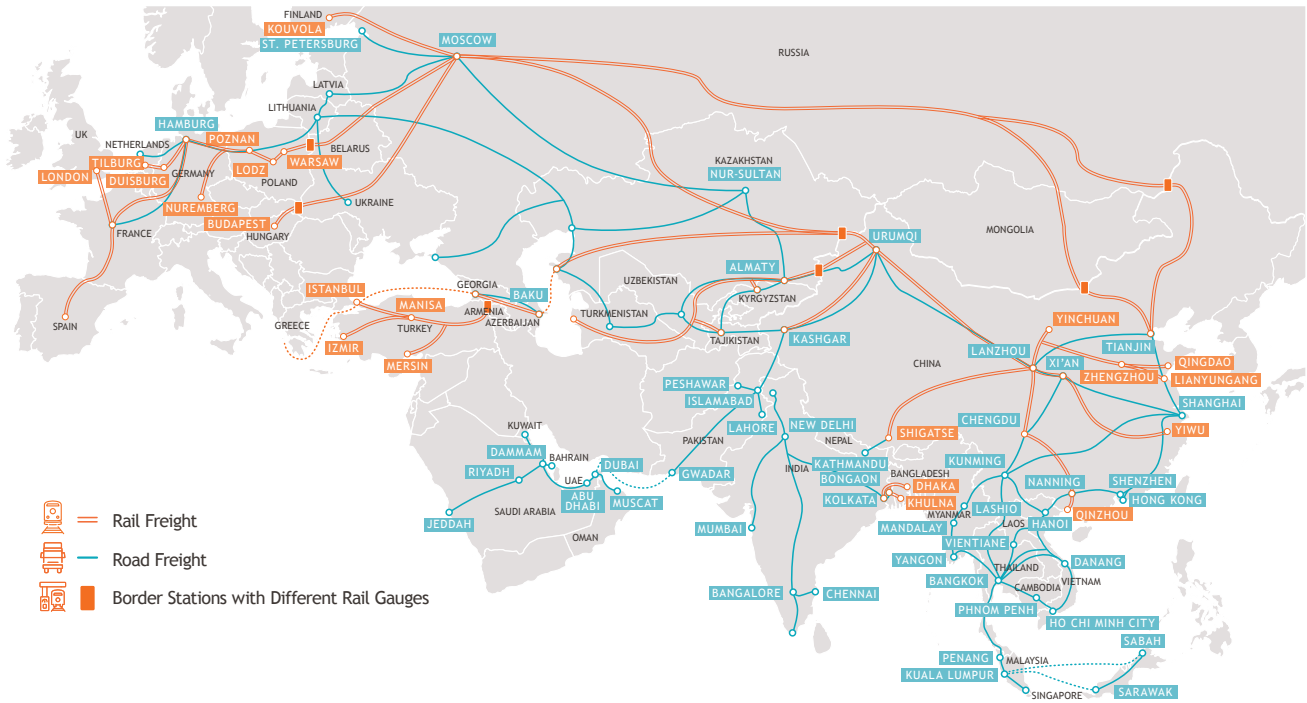 FINLAND
KOUVOLA
ST. PETERSBURG
MOSCOW
RUSSIA
LATVIA
LITHUANIA
HAMBURG
UK
POZNAN
NETHERLANDS
BELARUS
TILBURG
WARSAW
LODZ
LONDON
DUISBURG
GERMANY
POLAND
KAZAKHSTAN
NUR-SULTAN
NUREMBERG
UKRAINE
BUDAPEST
FRANCE
HUNGARY
MONGOLIA
URUMQI
ALMATY
UZBEKISTAN
GEORGIA
ISTANBUL
BAKU
KYRGYZSTAN
MANISA
ARMENIA
TURKMENISTAN
AZERBAIJAN
SPAIN
GREECE
TURKEY
YINCHUAN
IZMIR
TAJIKISTAN
KASHGAR
TIANJIN
LANZHOU
MERSIN
CHINA
XI'AN
QINGDAO
ZHENGZHOU
LIANYUNGANG
PESHAWAR
ISLAMABAD
SHANGHAI
LAHORE
NEW DELHI
CHENGDU
KUWAIT
YIWU
SHIGATSE
PAKISTAN
NEPAL
DAMMAM
BAHRAIN
DUBAI
KATHMANDU
KUNMING
RIYADH
GWADAR
INDIA
BANGLADESH
UAE
BONGAON
NANNING
SHENZHEN
DHAKA
ABU
DHABI
MUSCAT
KOLKATA
KHULNA
HONG KONG
SAUDI ARABIA
LASHIO
QINZHOU
MYANMAR
JEDDAH
MUMBAI
MANDALAY
LAOS
HANOI
OMAN
VIENTIANE
YANGON
DANANG
THAILAND
BANGKOK
VIETNAM
CAMBODIA
BANGALORE
CHENNAI
PHNOM PENH
HO CHI MINH CITY
SABAH
PENANG
MALAYSIA
KUALA LUMPUR
SINGAPORE
SARAWAK
Rail Freight
Road Freight
Border Stations with Different Rail Gauges